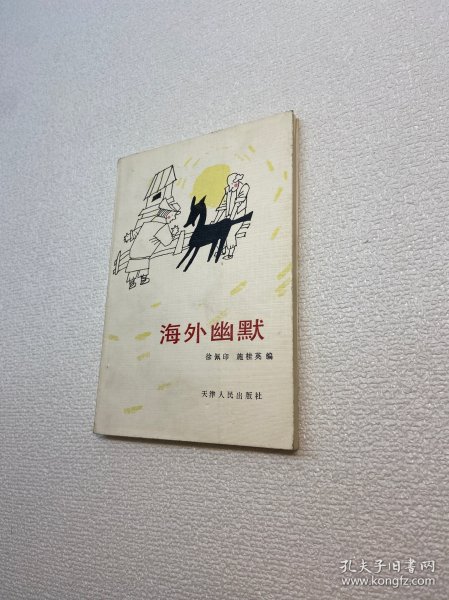 海外幽默
徐佩印 施桂英 编
天津人民出版社
孔夫子旧书网
www.kongfz.com